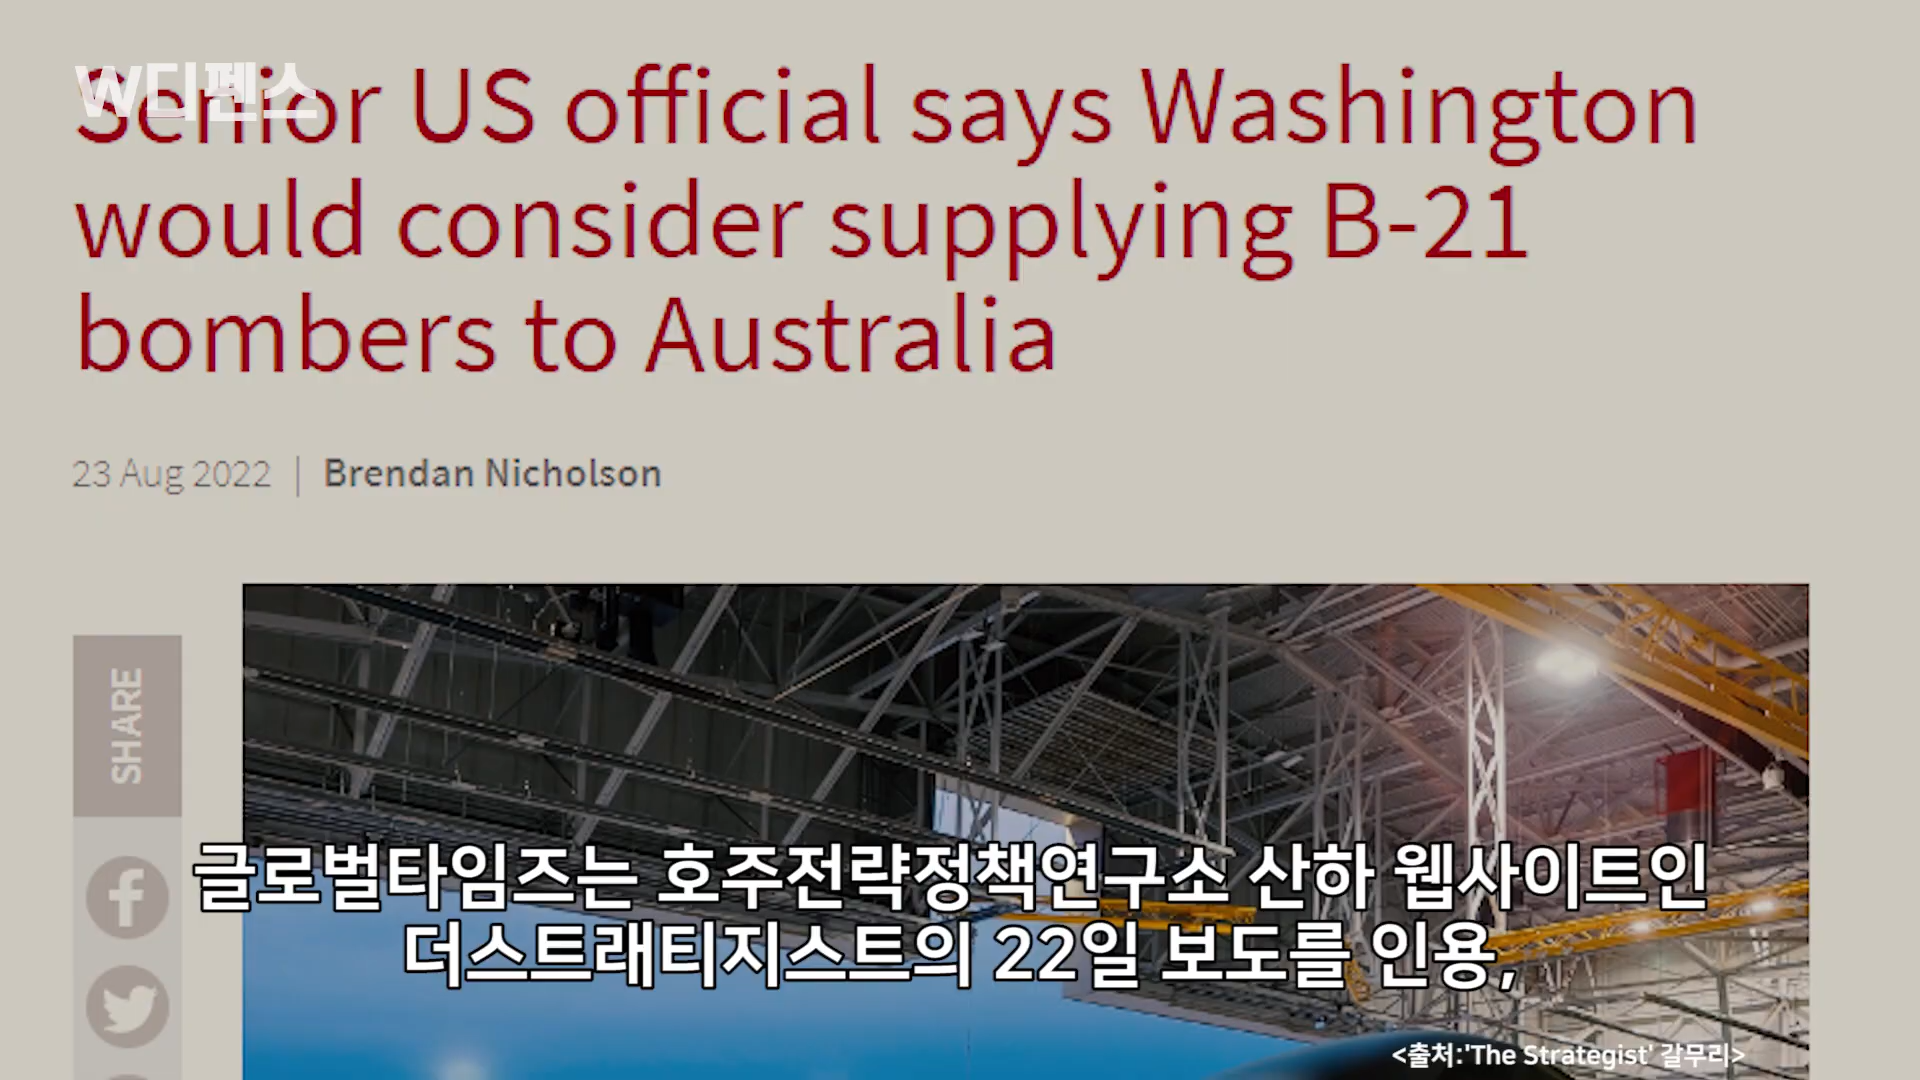 W디펜스
Senior US official says Washington
would consider supplying B-21
bombers to Australia
23 Aug 2022 | Brendan Nicholson
SHARE
글로벌타임즈는 호주전략정책연구소 산하 웹사이트인
더스트래티지스트의 22일 보도를 인용,
<출처:'The Strategist' 갈무리>